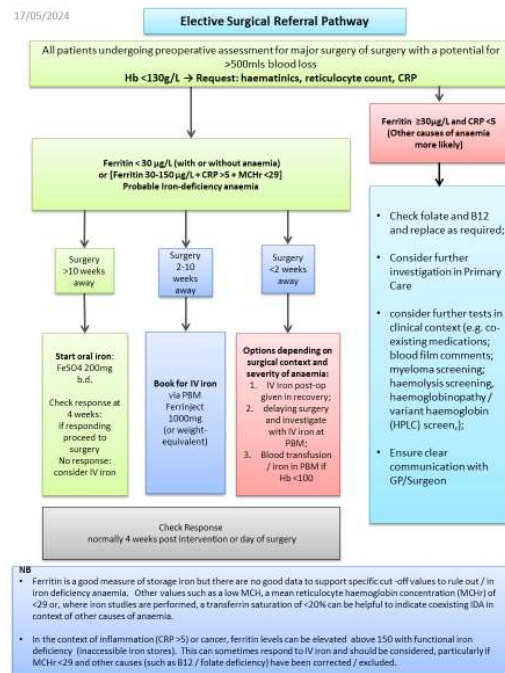 17/05/2024
Elective Surgical Referral Pathway
All patients undergoing preoperative assessment for major surgery of surgery with a potential for
>500mls blood loss
Hb <130g/L → Request: haematinics, reticulocyte count, CRP
Ferritin ≥30µg/L and CRP <5
(Other causes of anaemia
more likely)
Ferritin < 30 µg/L (with or without anaemia)
or [Ferritin 30-150 µg/L + CRP >5 + MCHr <29]
Probable Iron-deficiency anaemia
Surgery
>10 weeks
away
Surgery
2-10
weeks
away
Surgery
<2 weeks
away
Start oral iron:
FeSO4 200mg
b.d.
Check response at
4 weeks:
if responding
proceed to
surgery
No response:
consider IV iron
Book for IV iron
via PBM
Ferrinject
1000mg
(or weight-
equivalent)
Options depending on
surgical context and
severity of anaemia:
1. IV iron post-op
given in recovery;
2. delaying surgery
and investigate
with IV iron at
PBM;
3. Blood transfusion
/ iron in PBM if
Hb <100
• Check folate and B12
and replace as required;
• Consider further
investigation in Primary
Care
• consider further tests in
clinical context (e.g. co-
existing medications;
blood film comments;
myeloma screening,
haemolysis screening,
haemoglobinopathy /
variant haemoglobin
(HPLC) screen,);
• Ensure clear
communication with
GP/Surgeon
Check Response
normally 4 weeks post intervention or day of surgery
NB
• Ferritin is a good measure of storage iron but there are no good data to support specific cut -off values to rule out / in
iron deficiency anaemia. Other values such as a low MCH, a mean reticulocyte haemoglobin concentration (MCHr) of
<29 or, where iron studies are performed, a transferrin saturation of <20% can be helpful to indicate coexisting IDA in
context of other causes of anaemia.
• In the context of inflammation (CRP >5) or cancer, ferritin levels can be elevated above 150 with functional iron
deficiency (inaccessible iron stores). This can sometimes respond to IV iron and should be considered, particularly if
MCHr <29 and other causes (such as B12 / folate deficiency) have been corrected / excluded.